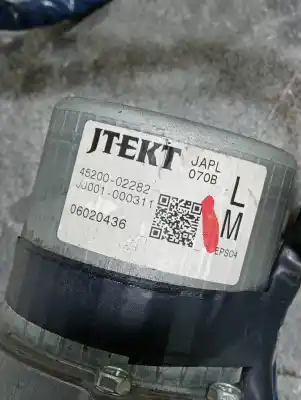 JTEKT
JAPL
070B
45200-02282
JJ001-000311
06020436
L
M
EPS04